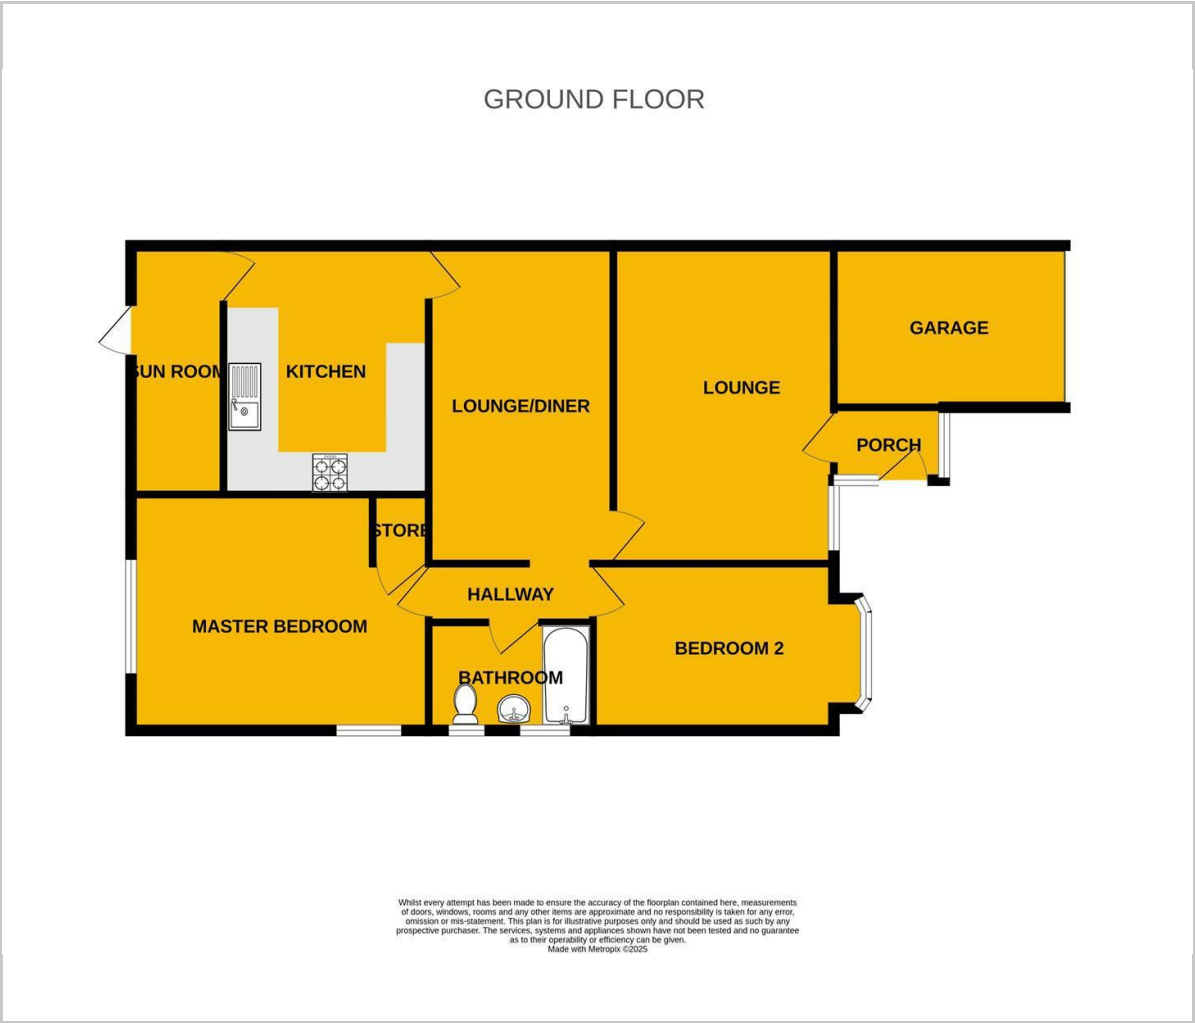 GROUND FLOOR
GARAGE
SUN ROOM
KITCHEN
LOUNGE
LOUNGE/DINER
PORCH
STORE
HALLWAY
MASTER BEDROOM
BEDROOM 2
BATHROOM
Whilst every attempt has been made to ensure the accuracy of the floorplan contained here, measurements
of doors, windows, rooms and any other items are approximate and no responsibility is taken for any error,
omission or mis-statement. This plan is for illustrative purposes only and should be used as such by any
prospective purchaser. The services, systems and appliances shown have not been tested and no guarantee
as to their operability or efficiency can be given.
Made with Metropix ©2025